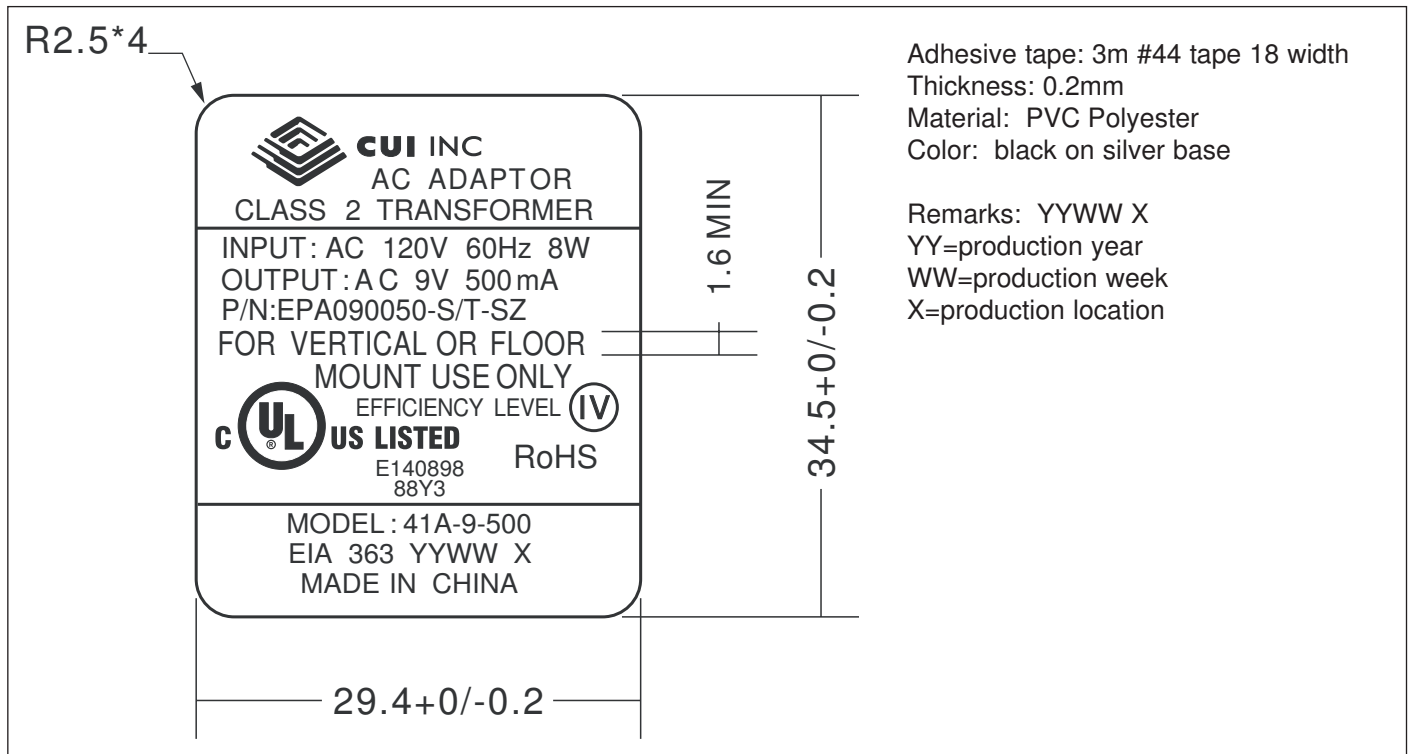 R2.5*4
CUI INC
AC ADAPTOR
CLASS 2 TRANSFORMER
INPUT: AC 120V 60Hz 8W
OUTPUT: AC 9V 500mA
P/N:EPA090050-S/T-SZ
FOR VERTICAL OR FLOOR
MOUNT USE ONLY
EFFICIENCY LEVEL IV
C UL ® US LISTED
RoHS
E140898
88Y3
MODEL: 41A-9-500
EIA 363 YYWW X
MADE IN CHINA
1.6 MIN
34.5+0/-0.2
29.4+0/-0.2
Adhesive tape: 3m #44 tape 18 width
Thickness: 0.2mm
Material: PVC Polyester
Color: black on silver base
Remarks: YYWW X
YY=production year
WW=production week
X=production location